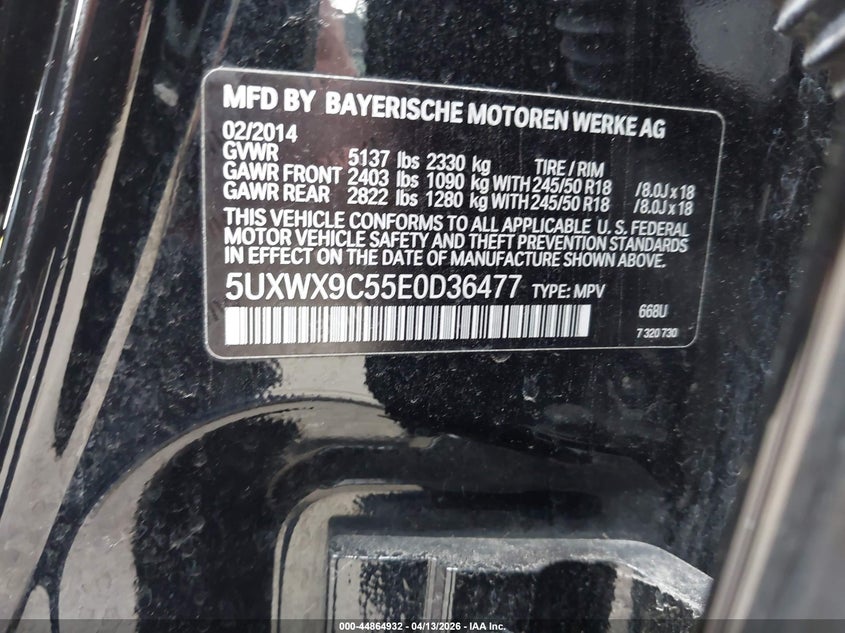 MFD BY BAYERISCHE MOTOREN WERKE AG
02/2014
GVWR 5137 lbs 2330 kg TIRE / RIM
GAWR FRONT 2403 lbs 1090 kg WITH 245/50 R18 /8.0J x 18
GAWR REAR 2822 lbs 1280 kg WITH 245/50 R18 /8.0J x 18
THIS VEHICLE CONFORMS TO ALL APPLICABLE U. S. FEDERAL
MOTOR VEHICLE SAFETY AND THEFT PREVENTION STANDARDS
IN EFFECT ON THE DATE OF MANUFACTURE SHOWN ABOVE.
5UXWX9C55E0D36477 TYPE: MPV
668U
7 320 730
000-44864932 - 04/13/2026 - IAA Inc.